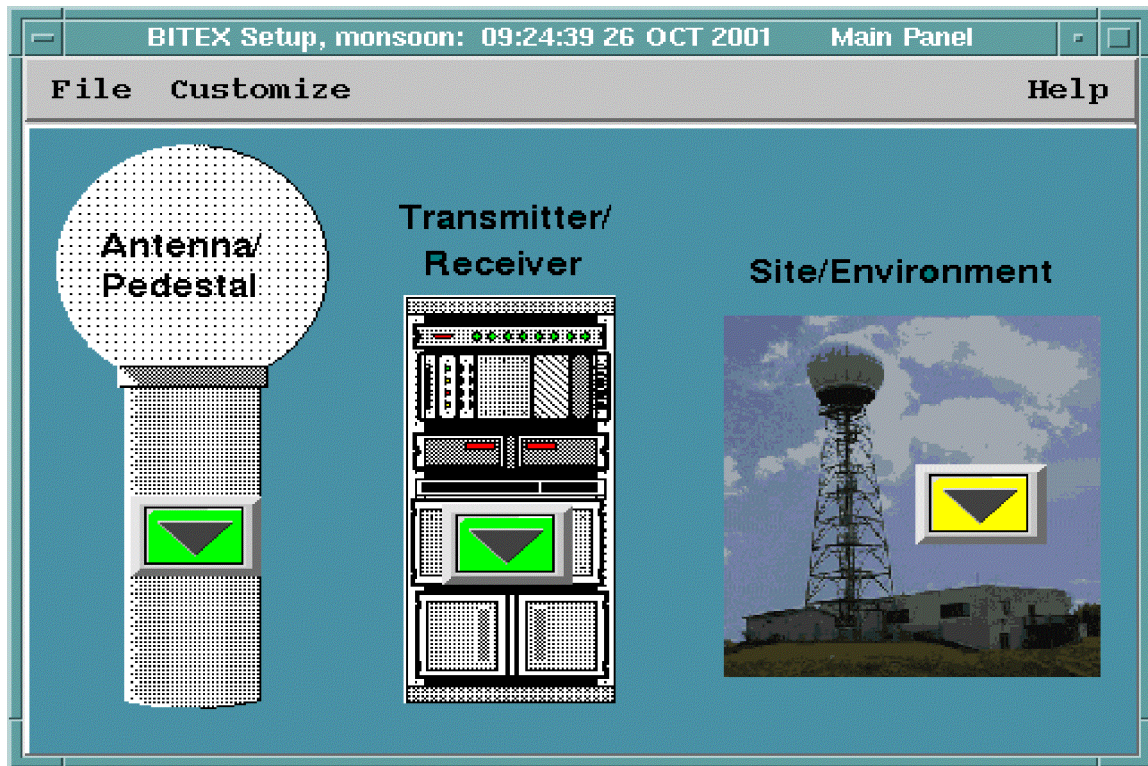 BITEX Setup, monsoon: 09:24:39 26 OCT 2001 Main Panel
File Customize Help
Antenna/
Pedestal
Transmitter/
Receiver
Site/Environment